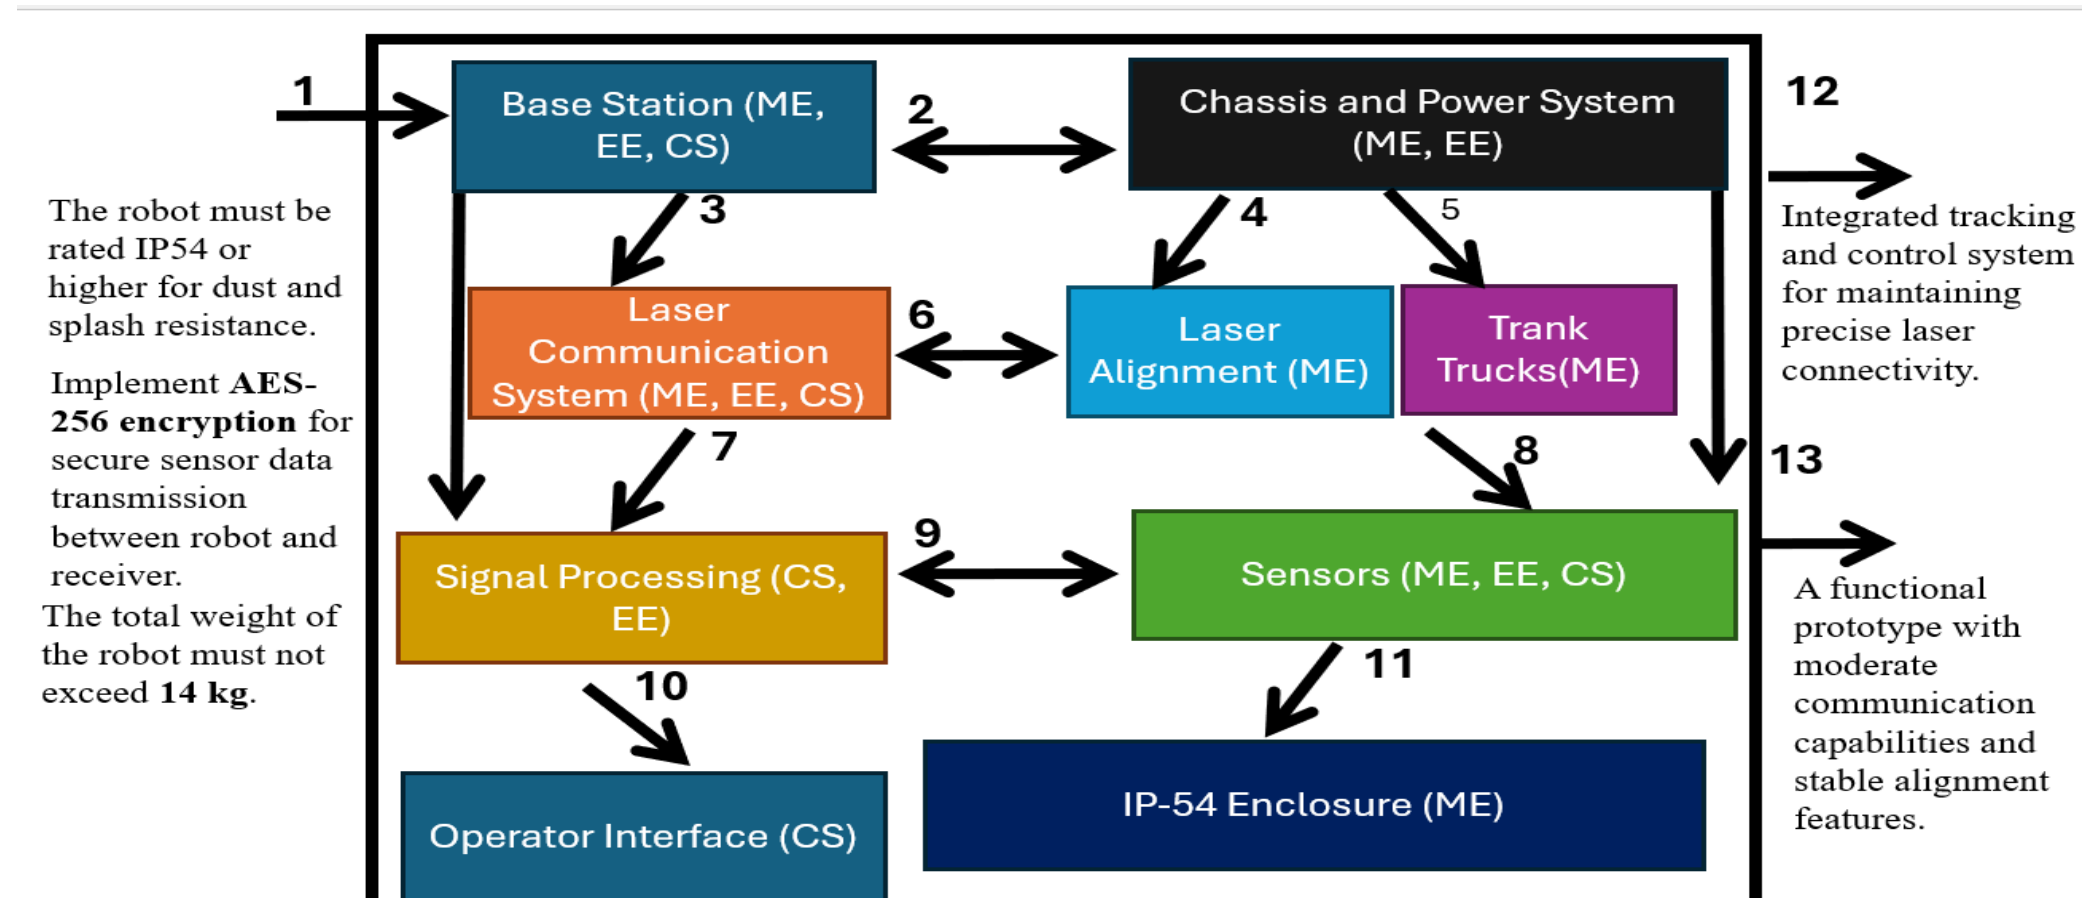 1
The robot must be
rated IP54 or
higher for dust and
splash resistance.
Implement AES-
256 encryption for
secure sensor data
transmission
between robot and
receiver.
The total weight of
the robot must not
exceed 14 kg.
Base Station (ME,
EE, CS)
2
Chassis and Power System
(ME, EE)
3
4
5
Laser
Communication
System (ME, EE, CS)
6
Laser
Alignment (ME)
Trank
Trucks(ME)
7
8
Signal Processing (CS,
EE)
9
Sensors (ME, EE, CS)
10
11
Operator Interface (CS)
IP-54 Enclosure (ME)
12
Integrated tracking
and control system
for maintaining
precise laser
connectivity.
13
A functional
prototype with
moderate
communication
capabilities and
stable alignment
features.